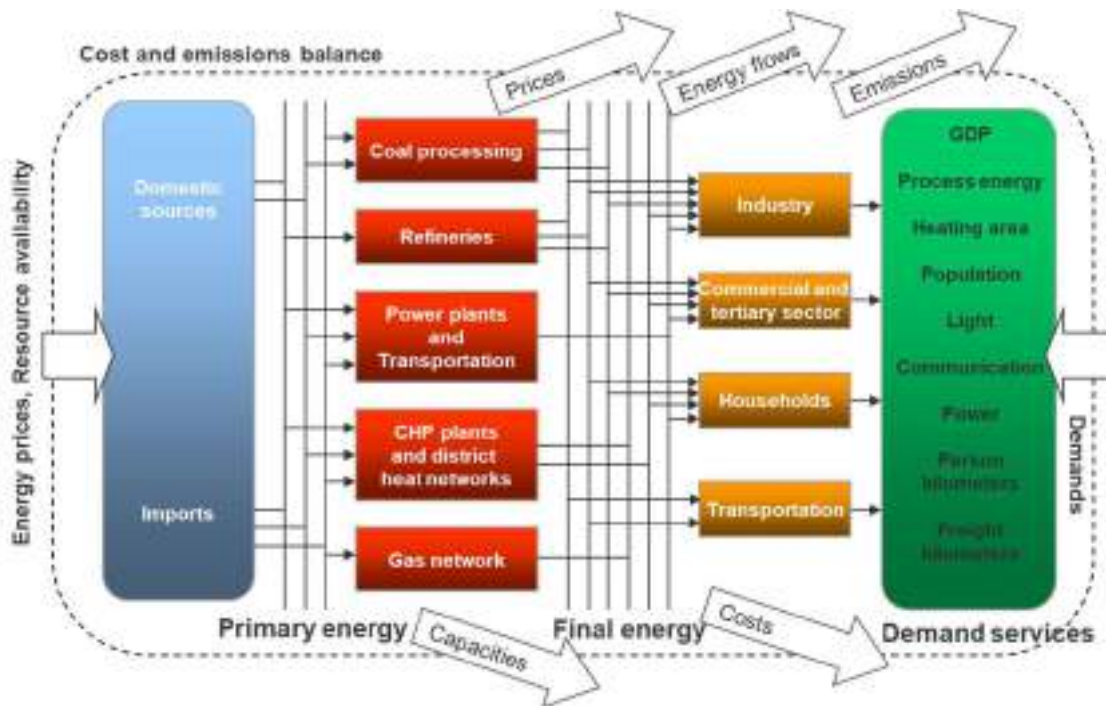 Cost and emissions balance
Prices
Energy flows
Emissions
Energy prices, Resource availability
Domestic
sources
Imports
Coal processing
Refineries
Power plants
and
Transportation
CHP plants
and district
heat networks
Gas network
Industry
Commercial and
tertiary sector
Households
Transportation
GDP
Process energy
Heating area
Population
Light
Communication
Power
Person
kilometers
Freight
kilometers
Demands
Primary energy
Capacities
Final energy
Costs
Demand services